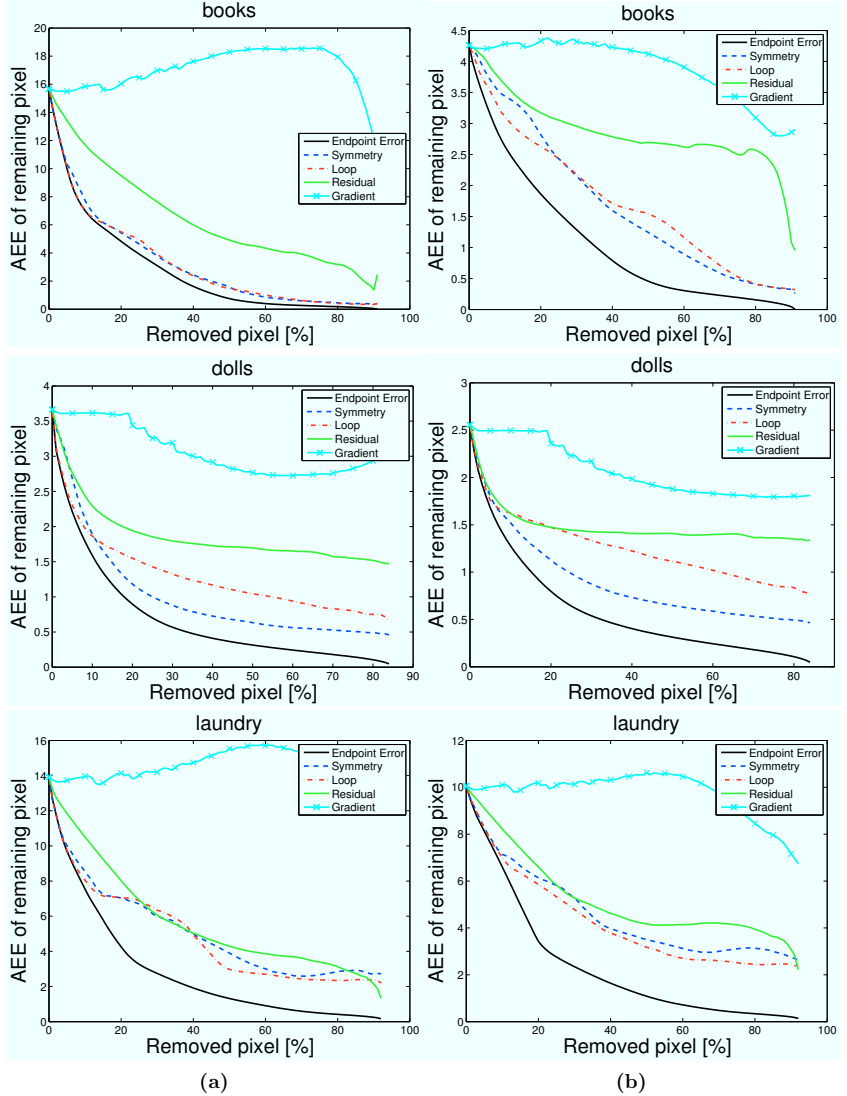 books
20
18
16
14
12
10
8
6
4
2
0
AEE of remaining pixel
Endpoint Error
Symmetry
Loop
Residual
Gradient
0 20 40 60 80 100
Removed pixel [%]
books
4.5
4
3.5
3
2.5
2
1.5
1
0.5
0
AEE of remaining pixel
Endpoint Error
Symmetry
Loop
Residual
Gradient
0 20 40 60 80 100
Removed pixel [%]
dolls
4
3.5
3
2.5
2
1.5
1
0.5
0
AEE of remaining pixel
Endpoint Error
Symmetry
Loop
Residual
Gradient
0 10 20 30 40 50 60 70 80 90
Removed pixel [%]
dolls
3
2.5
2
1.5
1
0.5
0
AEE of remaining pixel
Endpoint Error
Symmetry
Loop
Residual
Gradient
0 20 40 60 80
Removed pixel [%]
laundry
16
14
12
10
8
6
4
2
0
AEE of remaining pixel
Endpoint Error
Symmetry
Loop
Residual
Gradient
0 20 40 60 80 100
Removed pixel [%]
laundry
12
10
8
6
4
2
0
AEE of remaining pixel
Endpoint Error
Symmetry
Loop
Residual
Gradient
0 20 40 60 80 100
Removed pixel [%]
(a) (b)